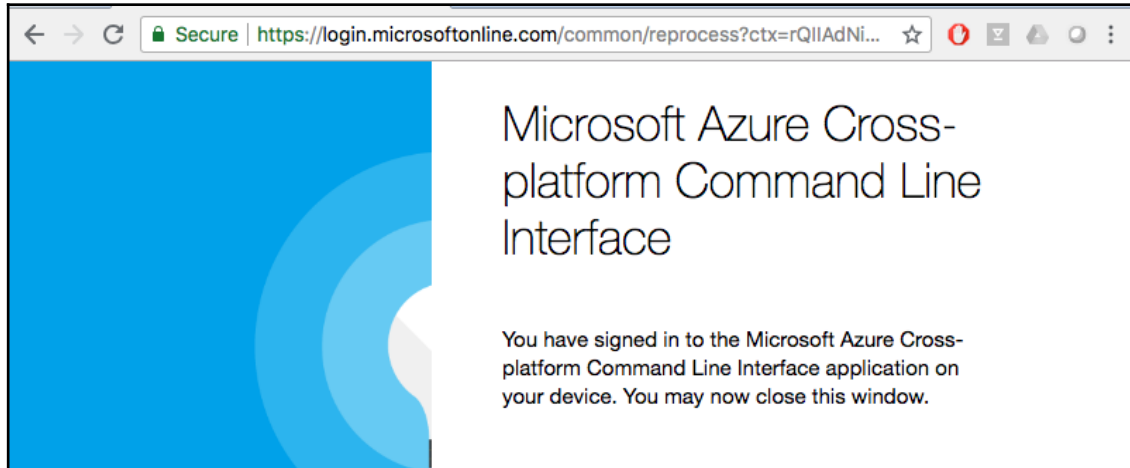 Secure | https://login.microsoftonline.com/common/reprocess?ctx=rQIIAdNi...
Microsoft Azure Cross-
platform Command Line
Interface
You have signed in to the Microsoft Azure Cross-
platform Command Line Interface application on
your device. You may now close this window.